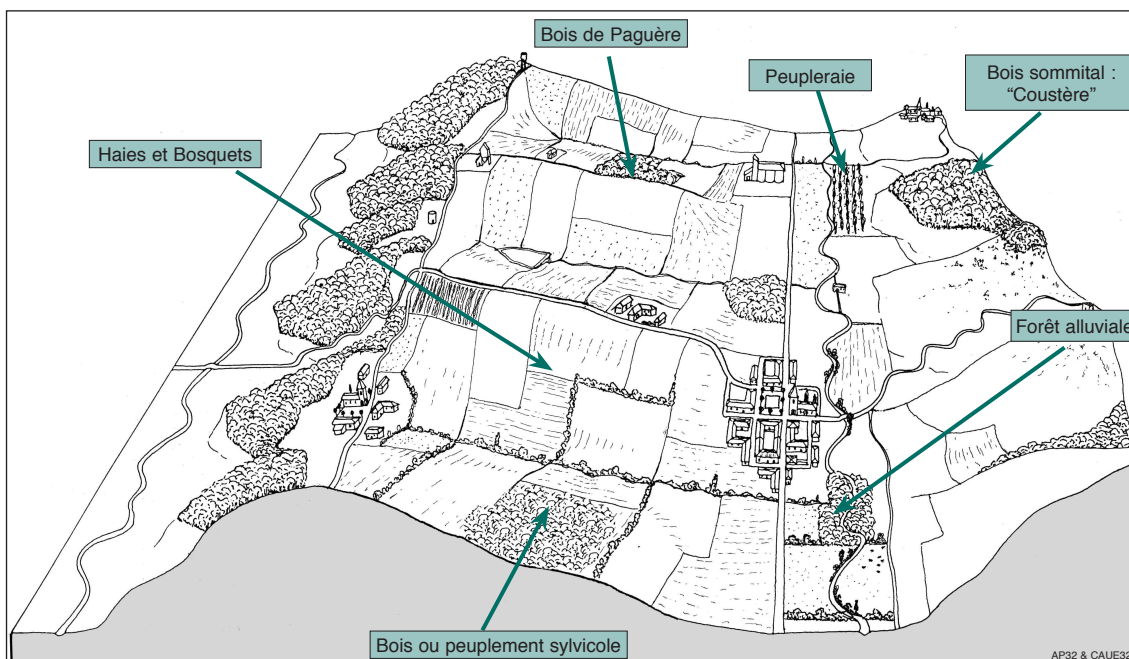 Bois de Paguère
Peupleraie
Bois sommital :
“Coustère”
Haies et Bosquets
Forêt alluviale
Bois ou peuplement sylvicole
AP32 & CAUE32